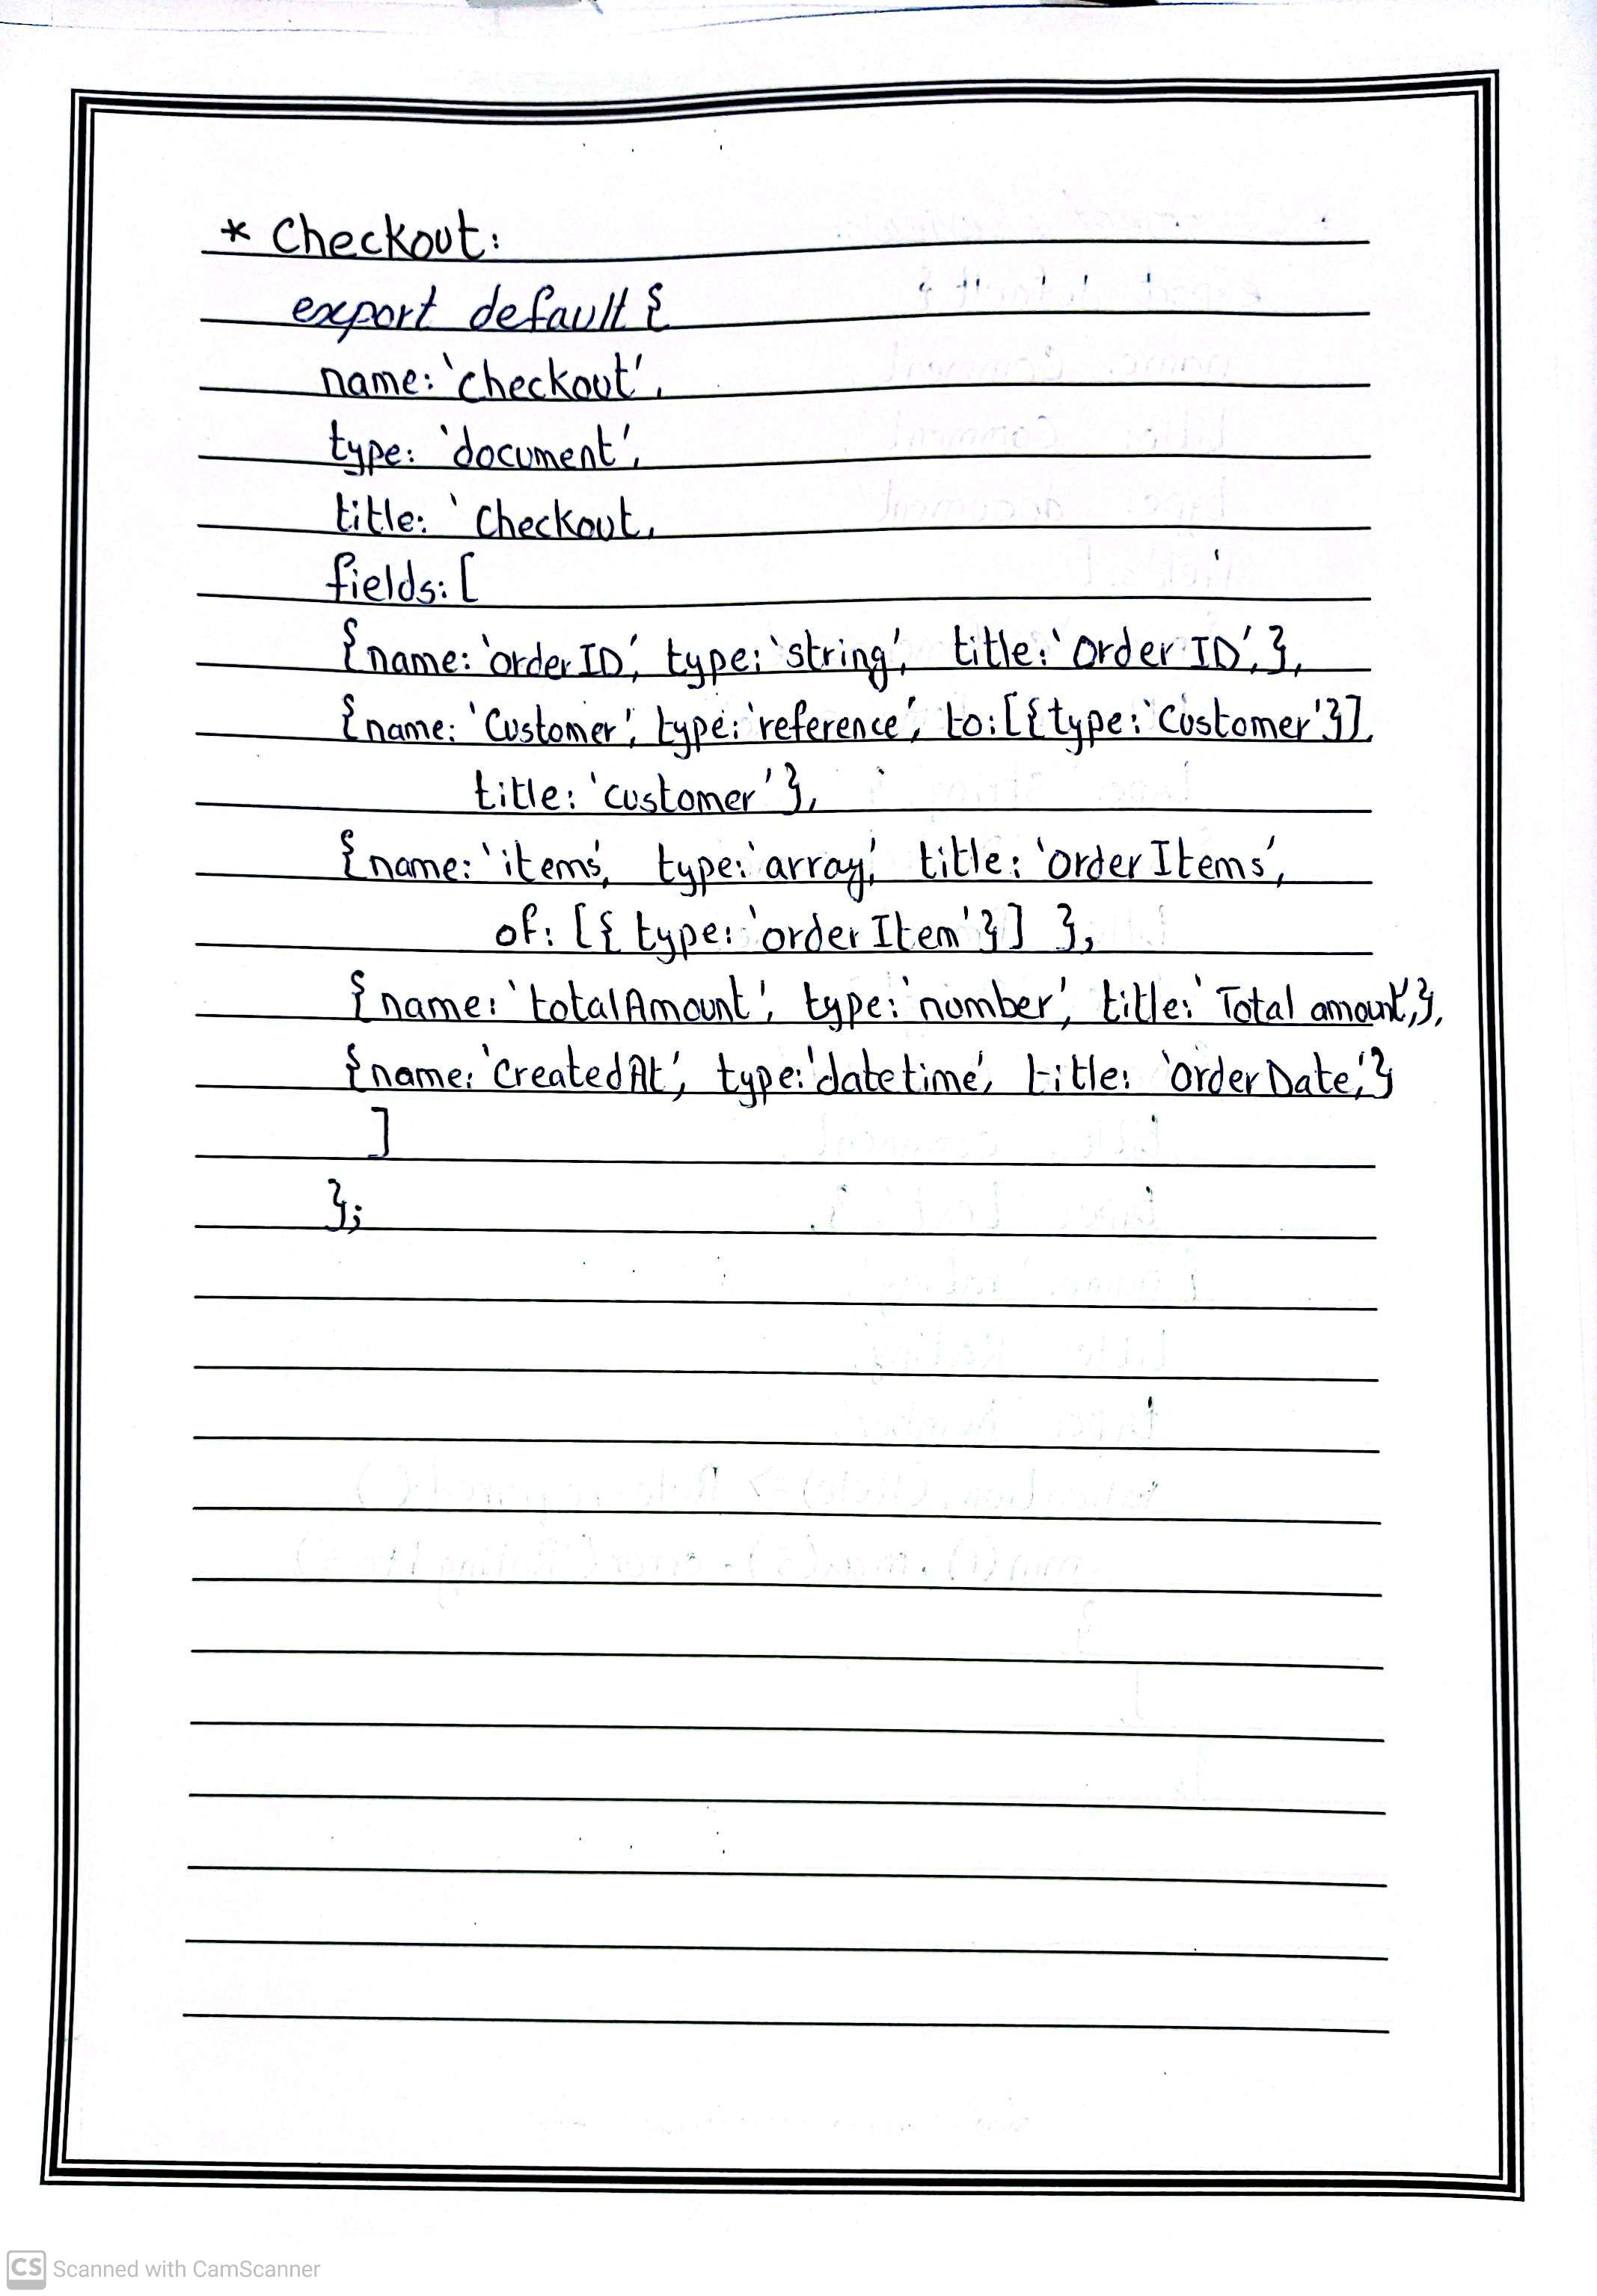 * Checkout:
export default {
name: 'checkout',
type: 'document',
title: 'Checkout,
fields: [
{name: 'orderID', type: 'string', title: 'Order ID', },
{name: 'Customer', type: 'reference', to: [{type: 'Customer'}],
title: 'customer' },
{name: 'items', type: 'array', title: 'order Items',
of: [{ type: 'order Item'}] },
{name: 'totalAmount', type: 'number', title: 'Total amount', },
{name: 'CreatedAt', type: 'datetime', title: 'order Date', }
]
};
CS Scanned with CamScanner